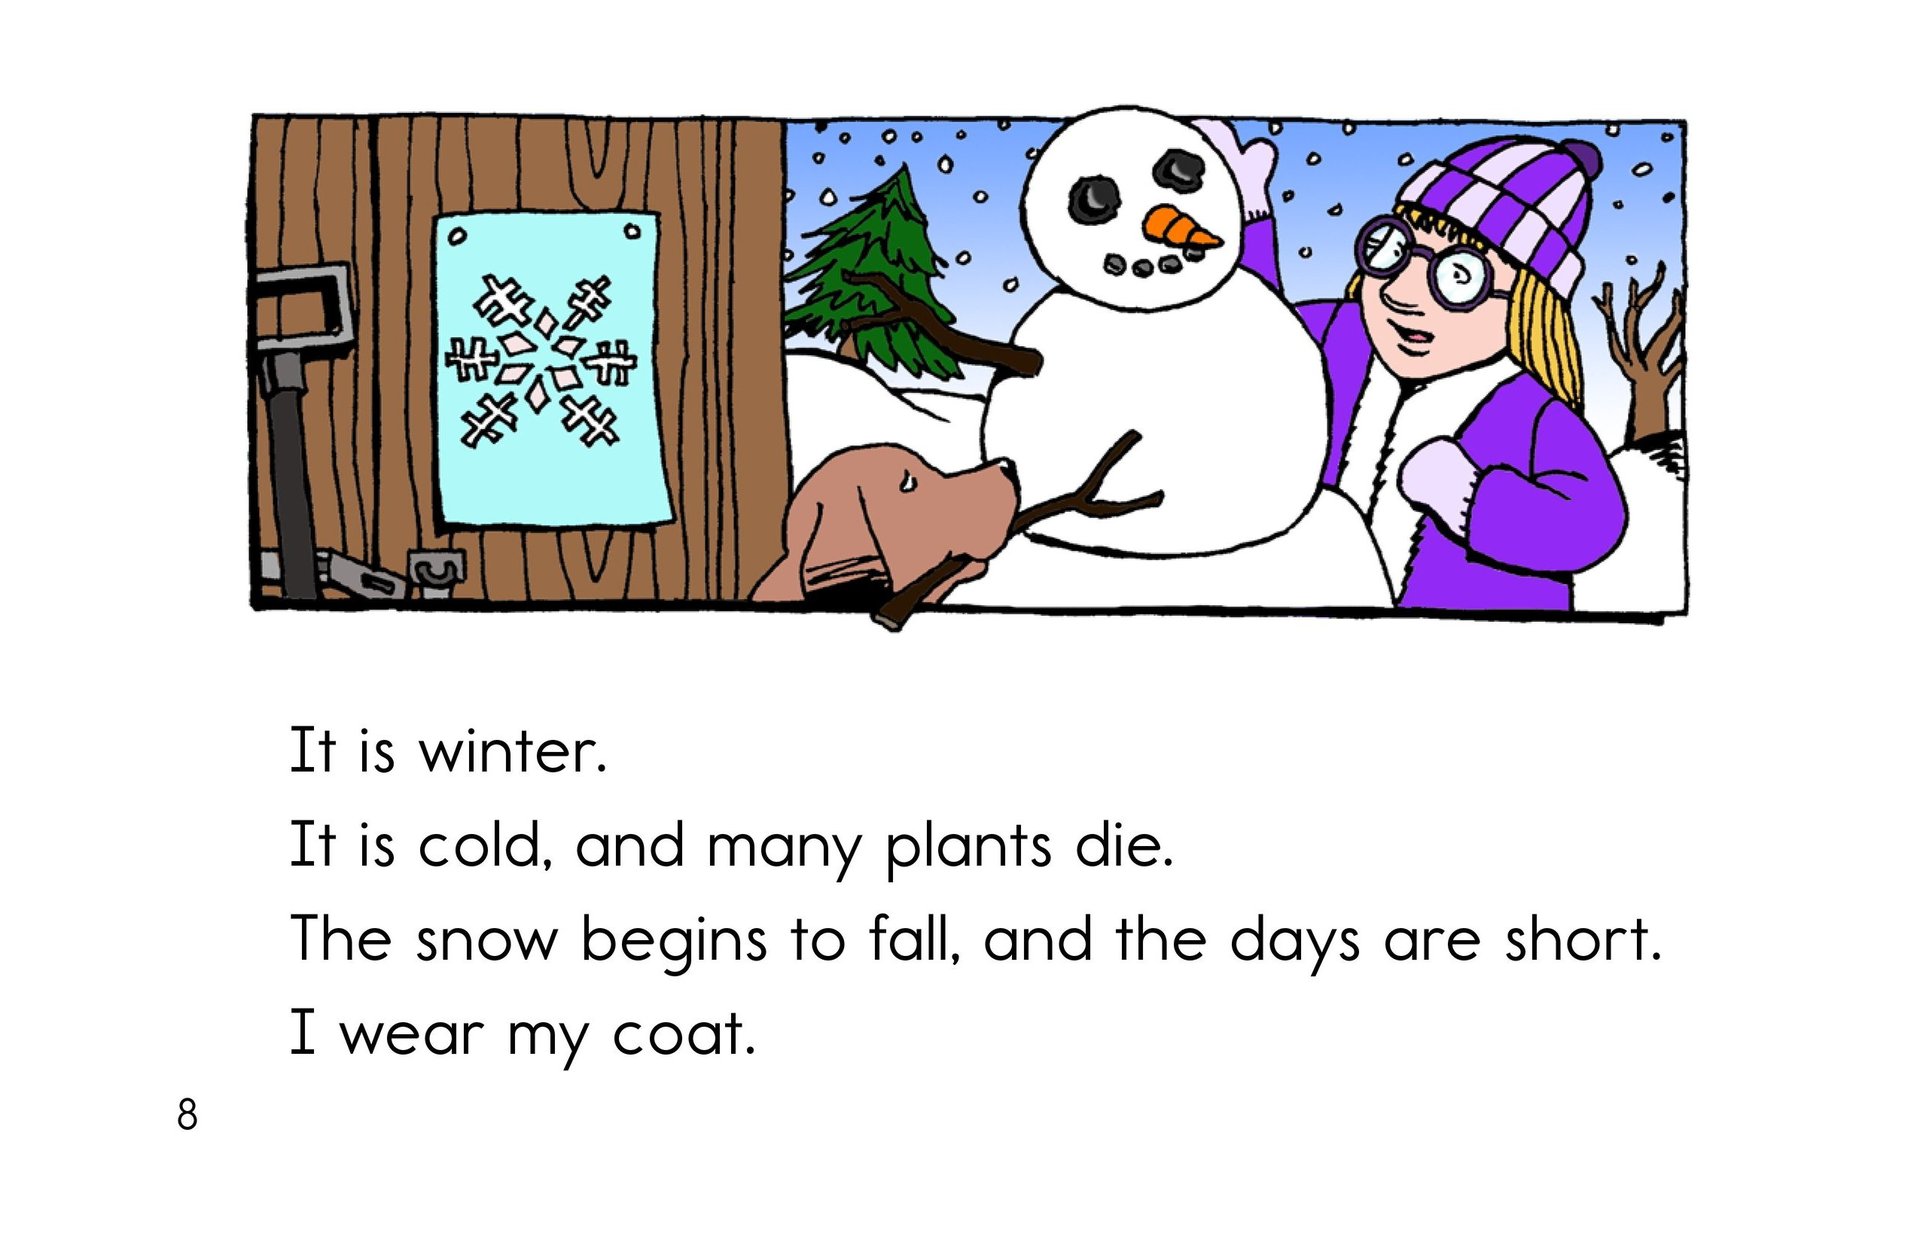 It is winter.
It is cold, and many plants die.
The snow begins to fall, and the days are short.
I wear my coat.
8